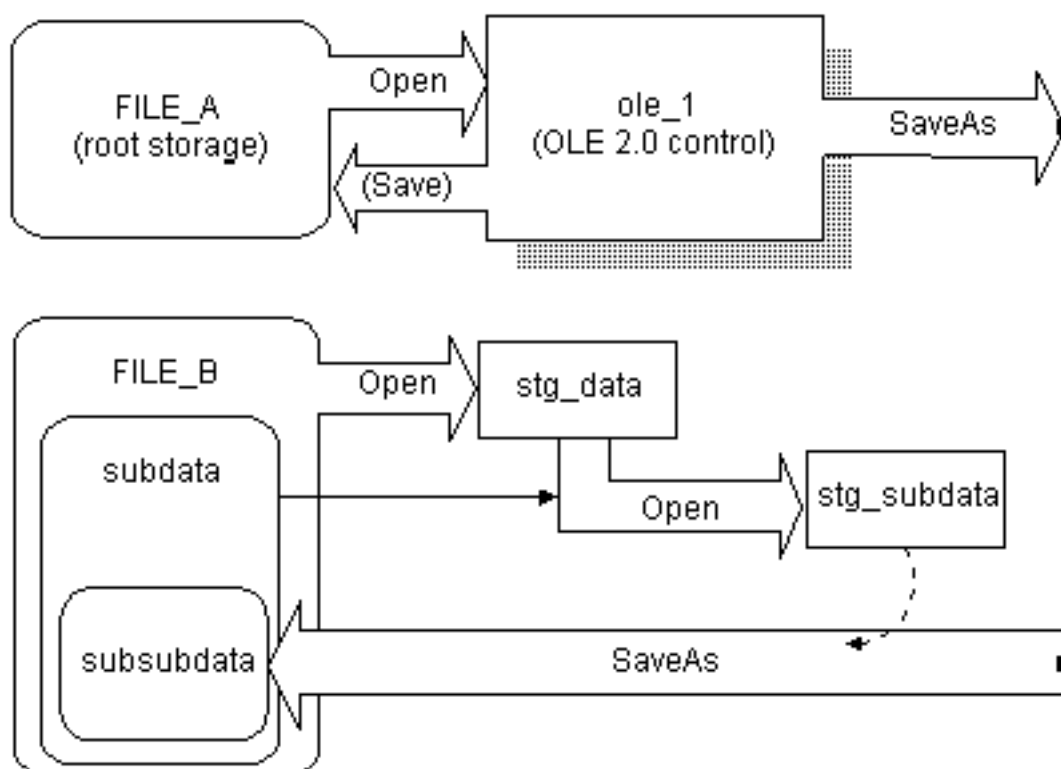 FILE_A
(root storage)
Open
(Save)
ole_1
(OLE 2.0 control)
SaveAs
FILE_B
Open
stg_data
subdata
Open
stg_subdata
subsubdata
SaveAs